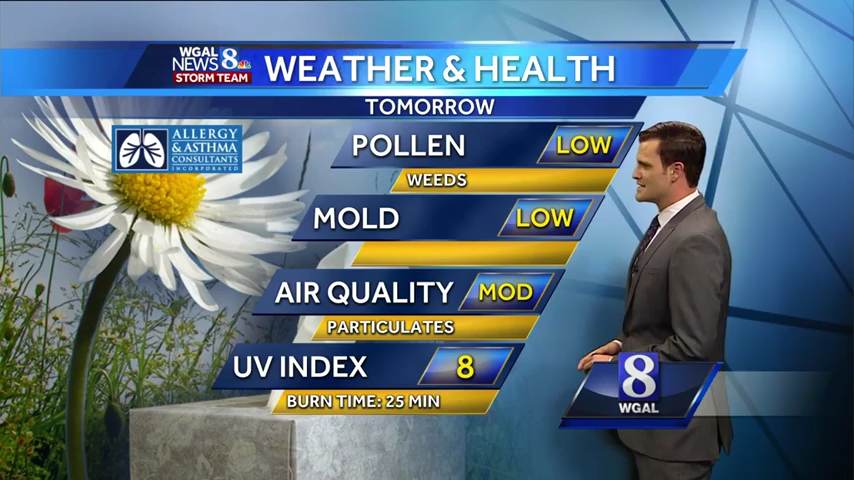 WGAL
NEWS 8
STORM TEAM
WEATHER & HEALTH
TOMORROW
ALLERGY
& ASTHMA
CONSULTANTS
INCORPORATED
POLLEN LOW
WEEDS
MOLD LOW
AIR QUALITY MOD
PARTICULATES
UV INDEX 8
BURN TIME: 25 MIN
8
WGAL